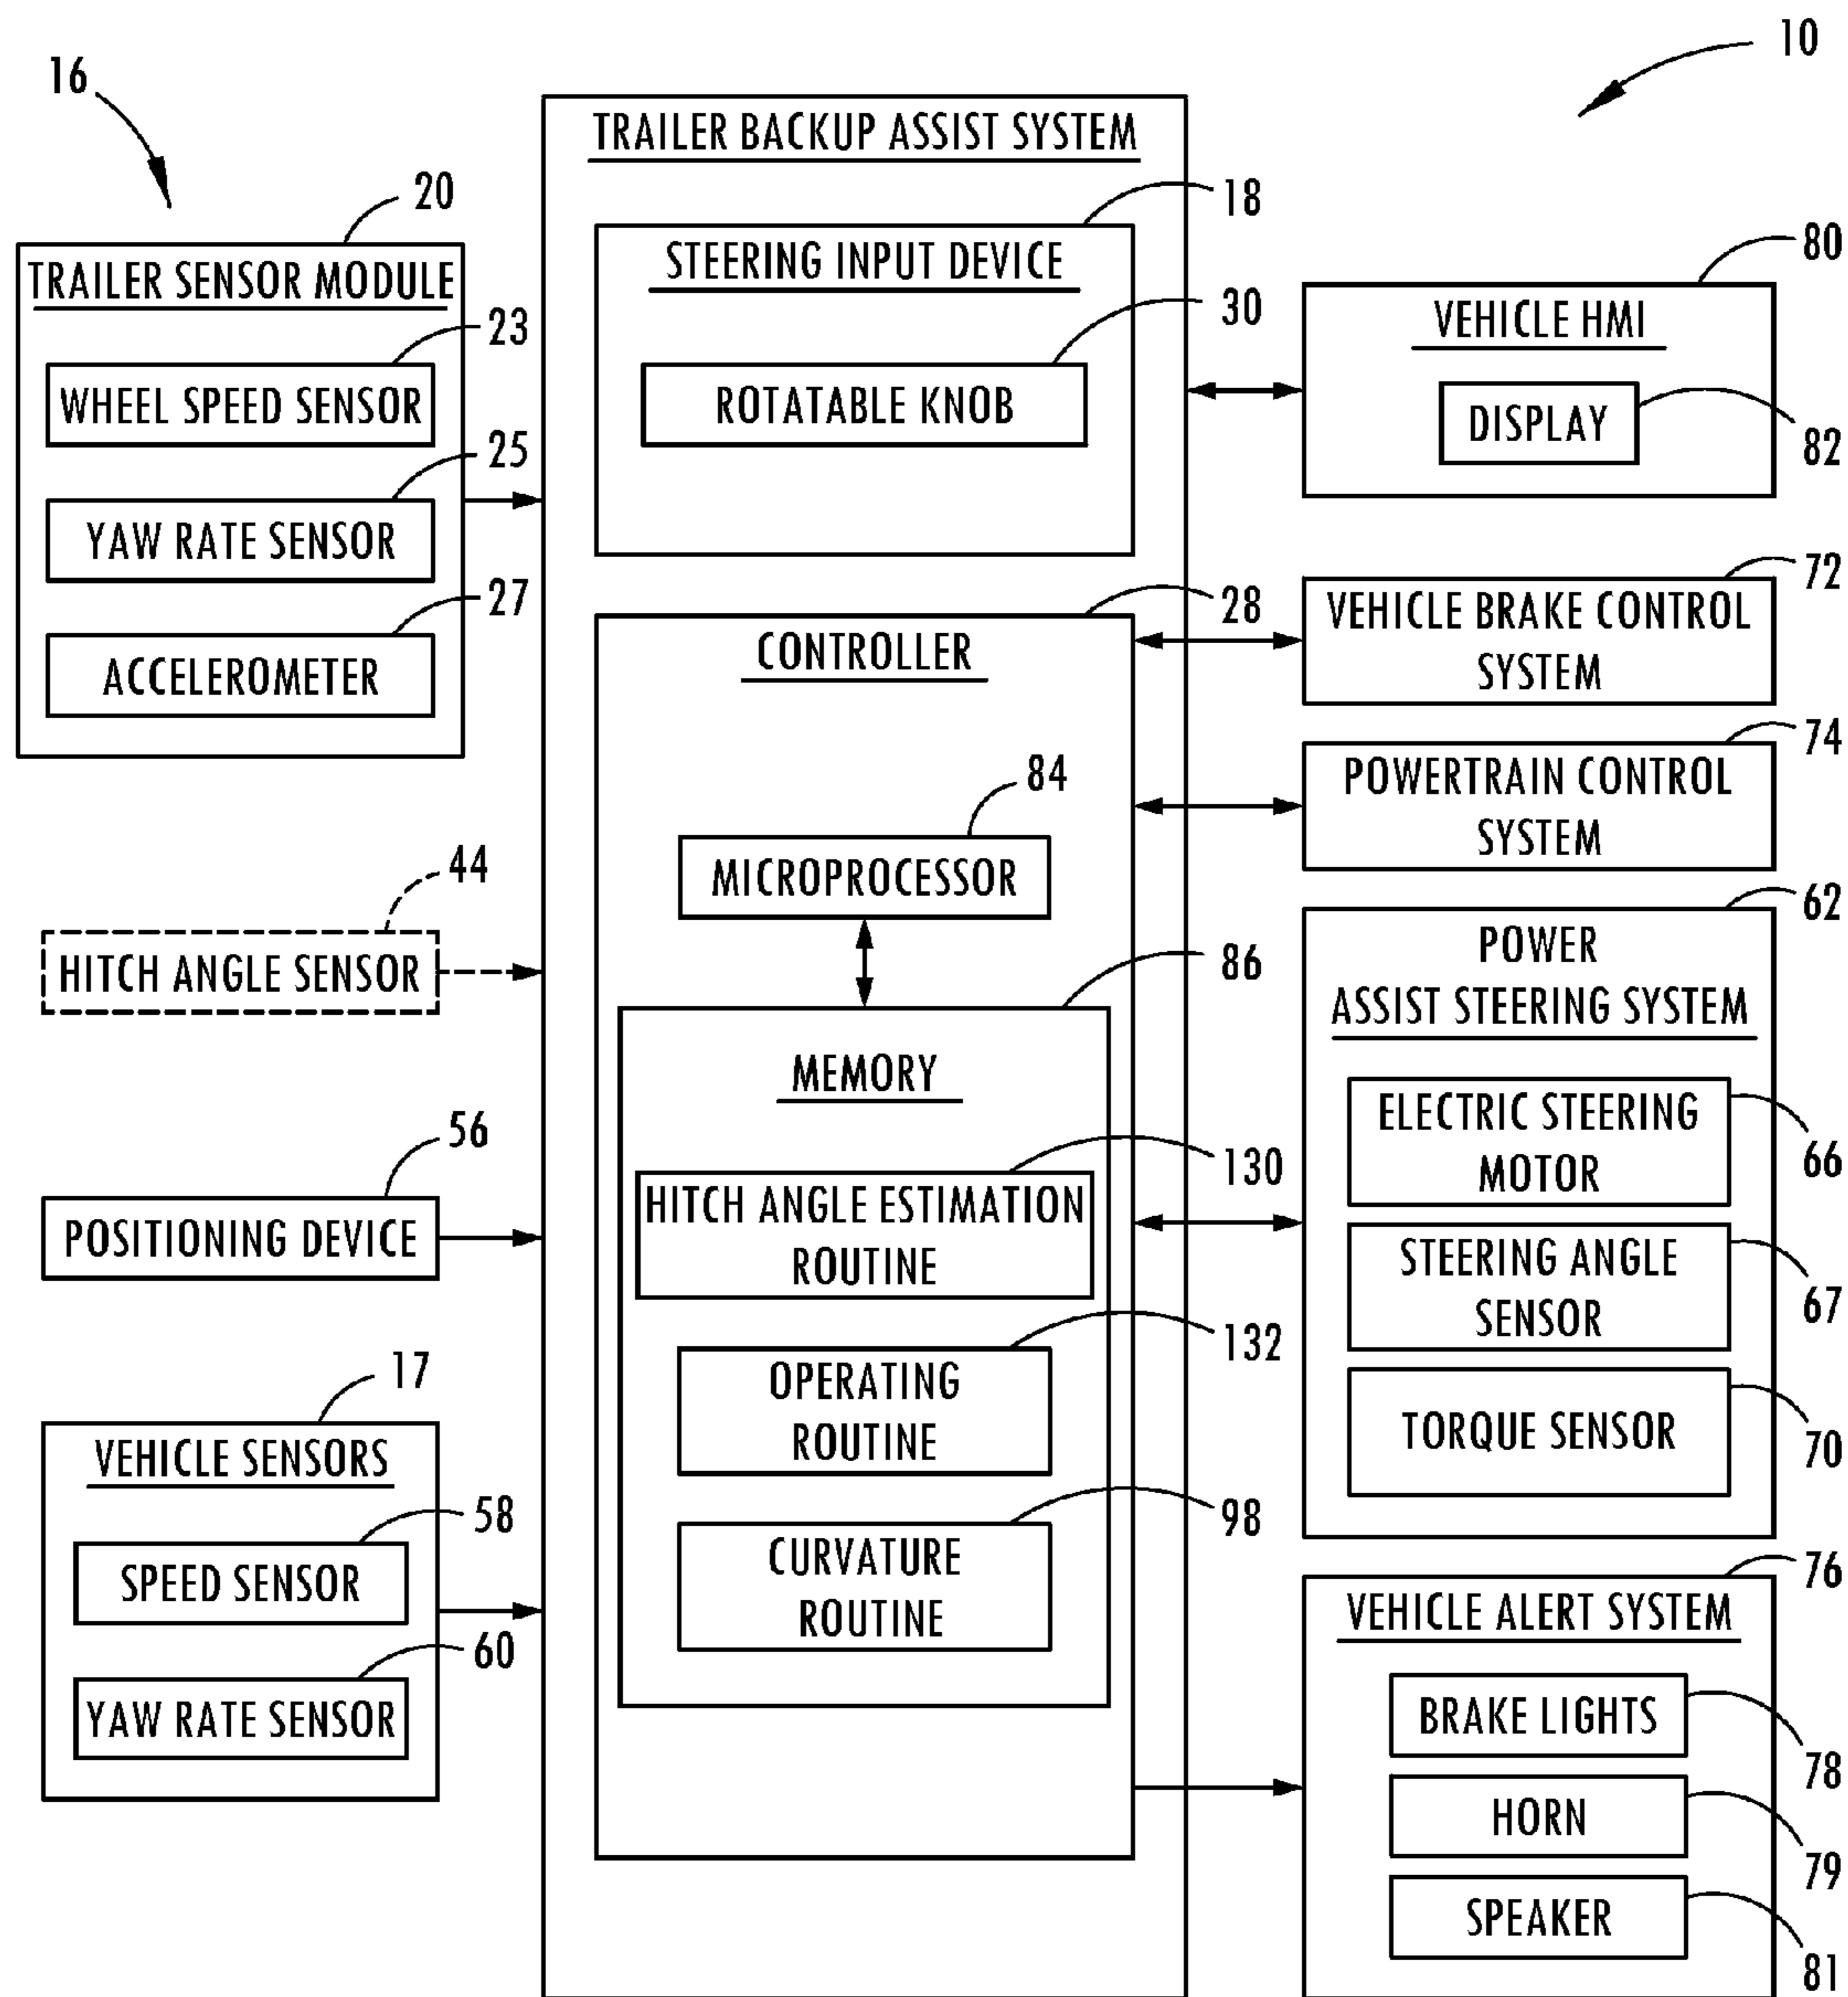 10
16
20
TRAILER SENSOR MODULE
23
WHEEL SPEED SENSOR
25
YAW RATE SENSOR
27
ACCELEROMETER
44
HITCH ANGLE SENSOR
56
POSITIONING DEVICE
17
VEHICLE SENSORS
58
SPEED SENSOR
60
YAW RATE SENSOR
TRAILER BACKUP ASSIST SYSTEM
18
STEERING INPUT DEVICE
30
ROTATABLE KNOB
28
CONTROLLER
84
MICROPROCESSOR
86
MEMORY
130
HITCH ANGLE ESTIMATION
ROUTINE
132
OPERATING
ROUTINE
98
CURVATURE
ROUTINE
80
VEHICLE HMI
DISPLAY
82
72
VEHICLE BRAKE CONTROL
SYSTEM
74
POWERTRAIN CONTROL
SYSTEM
62
POWER
ASSIST STEERING SYSTEM
ELECTRIC STEERING
MOTOR
66
STEERING ANGLE
SENSOR
67
TORQUE SENSOR
70
76
VEHICLE ALERT SYSTEM
BRAKE LIGHTS
78
HORN
79
SPEAKER
81